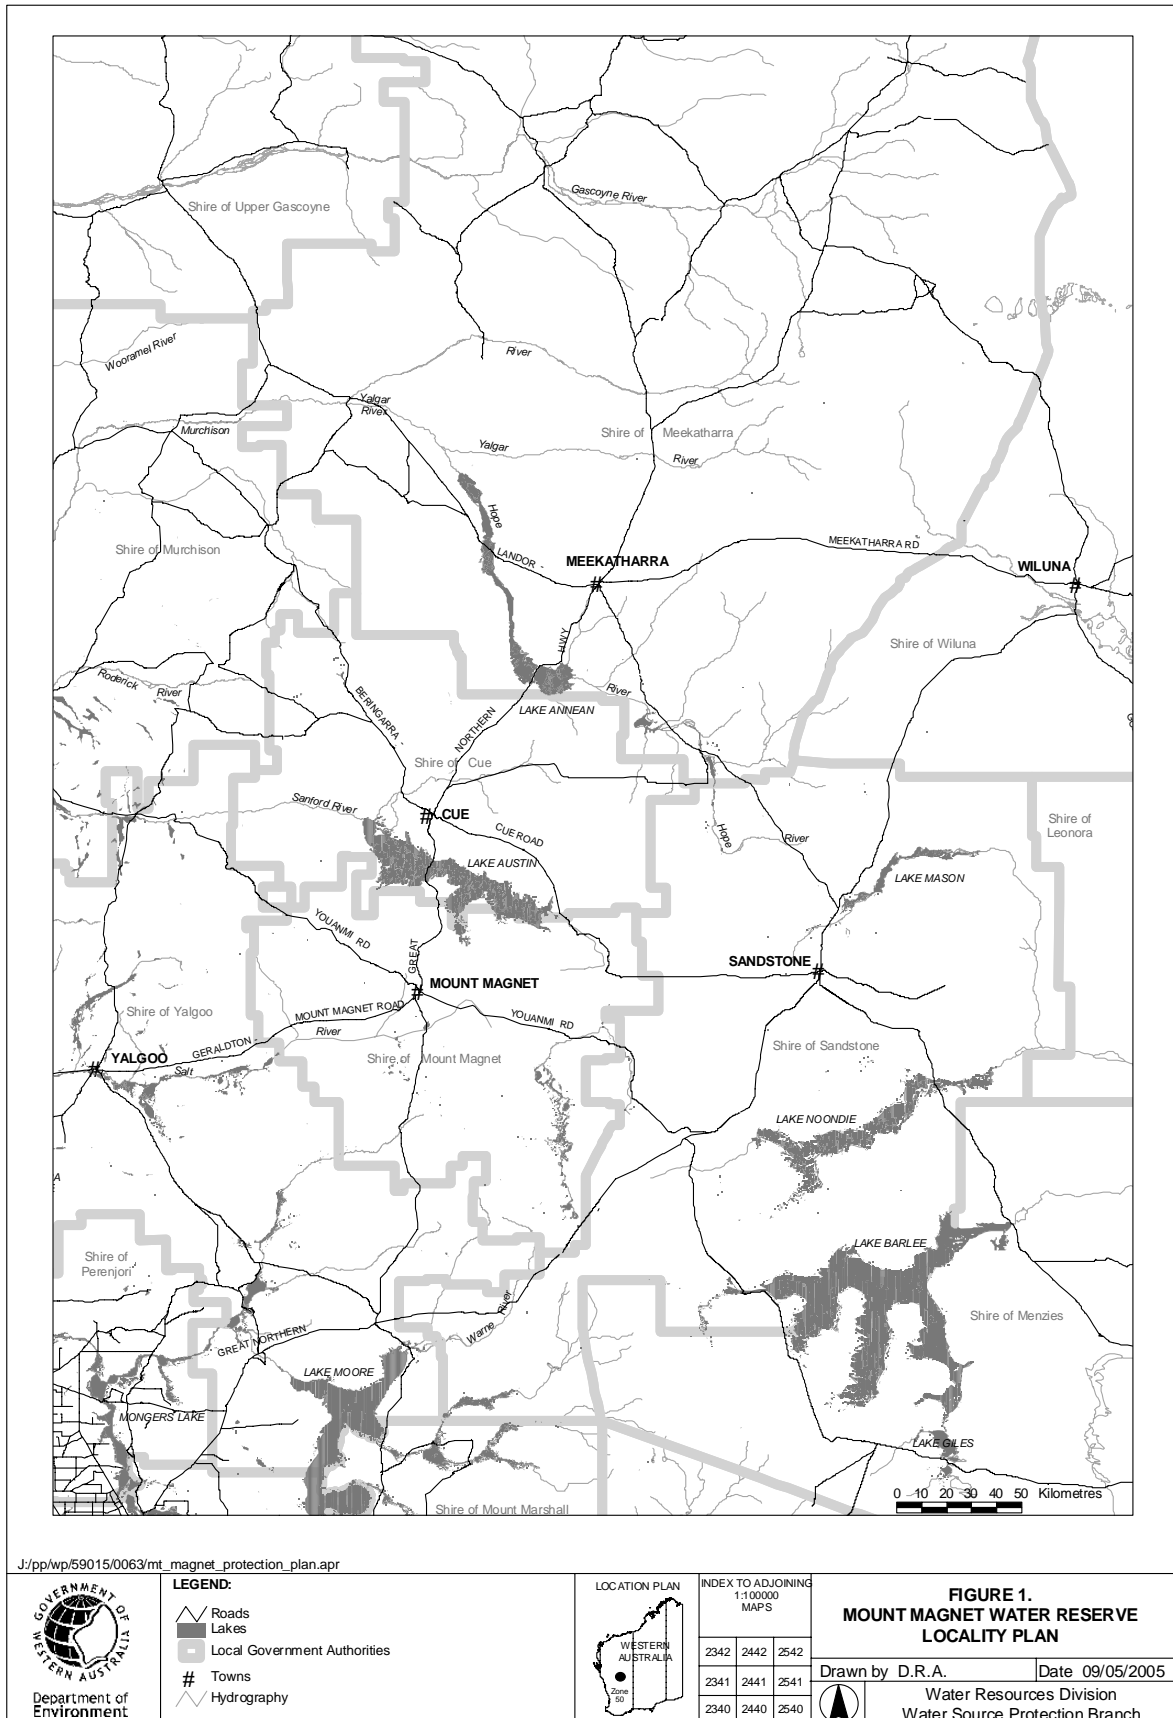 Gascoyne River
Shire of Upper Gascoyne
Wooramel River
River
Yalgar
River
Murchison
Shire of Meekatharra
Yalgar
River
Hope
Shire of Murchison
LANDOR
MEEKATHARRA
MEEKATHARRA RD
WILUNA
#
#
HWY
Shire of Wiluna
Roderick
River
BERINGARRA
River
LAKE ANNEAN
NORTHERN
Shire of Cue
Sanford River
# CUE
CUE ROAD
Hope
River
Shire of
Leonora
LAKE AUSTIN
LAKE MASON
YOUANMI RD
GREAT
SANDSTONE
#
MOUNT MAGNET
#
Shire of Yalgoo
MOUNT MAGNET ROAD
YOUANMI RD
River
GERALDTON
YALGOO
#
Salt
Shire of Mount Magnet
Shire of Sandstone
LAKE NOONDIE
A
LAKE BARLEE
Shire of
Perenjori
Shire of Menzies
Warne River
GREAT NORTHERN
LAKE MOORE
MONGERS LAKE
LAKE GILES
0 10 20 30 40 50 Kilometres
Shire of Mount Marshall
J:/pp/wp/59015/0063/mt_magnet_protection_plan.apr
GOVERNMENT OF
WESTERN AUSTRALIA
Department of
Environment
LEGEND:
Roads
Lakes
Local Government Authorities
# Towns
Hydrography
LOCATION PLAN
WESTERN
AUSTRALIA
Zone
50
INDEX TO ADJOINING
1:100000
MAPS
2342 2442 2542
2341 2441 2541
2340 2440 2540
FIGURE 1.
MOUNT MAGNET WATER RESERVE
LOCALITY PLAN
Drawn by D.R.A. Date 09/05/2005
Water Resources Division
Water Source Protection Branch